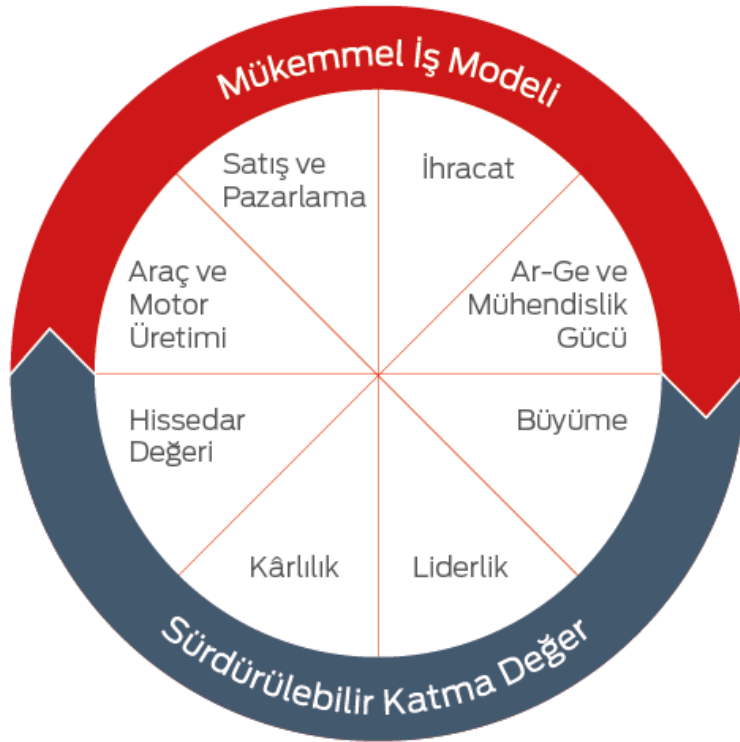 Mükemmel İş Modeli
Satış ve
Pazarlama
İhracat
Araç ve
Motor
Üretimi
Ar-Ge ve
Mühendislik
Gücü
Hissedar
Değeri
Büyüme
Kârlılık
Liderlik
Sürdürülebilir Katma Değer